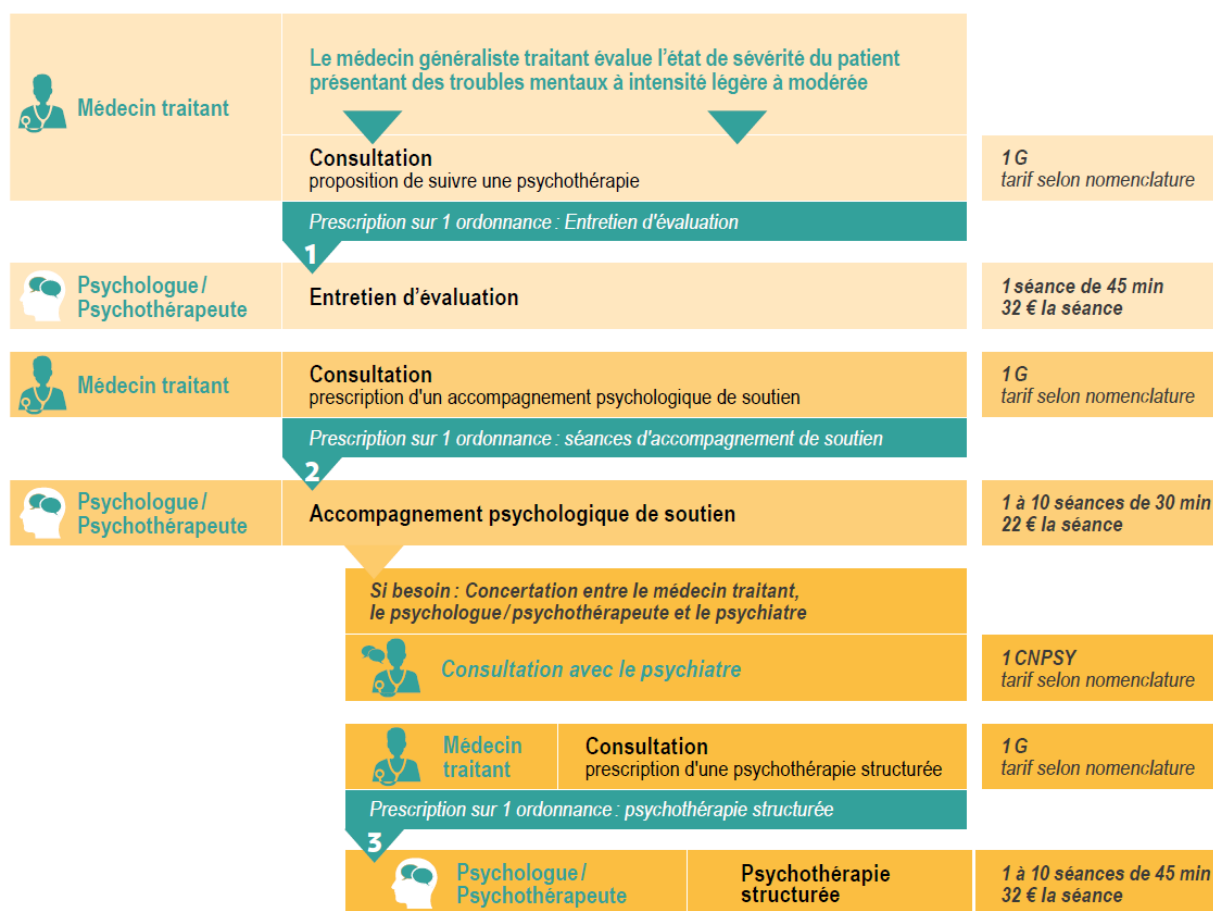 Médecin traitant
Le médecin généraliste traitant évalue l'état de sévérité du patient
présentant des troubles mentaux à intensité légère à modérée
Consultation
proposition de suivre une psychothérapie
1 G
tarif selon nomenclature
Prescription sur 1 ordonnance : Entretien d'évaluation
1
Psychologue /
Psychothérapeute
Entretien d'évaluation
1 séance de 45 min
32 € la séance
Médecin traitant
Consultation
prescription d'un accompagnement psychologique de soutien
1 G
tarif selon nomenclature
Prescription sur 1 ordonnance : séances d'accompagnement de soutien
2
Psychologue /
Psychothérapeute
Accompagnement psychologique de soutien
1 à 10 séances de 30 min
22 € la séance
Si besoin : Concertation entre le médecin traitant,
le psychologue / psychothérapeute et le psychiatre
Consultation avec le psychiatre
1 CNPSY
tarif selon nomenclature
Médecin
traitant
Consultation
prescription d'une psychothérapie structurée
1 G
tarif selon nomenclature
Prescription sur 1 ordonnance : psychothérapie structurée
3
Psychologue /
Psychothérapeute
Psychothérapie
structurée
1 à 10 séances de 45 min
32 € la séance